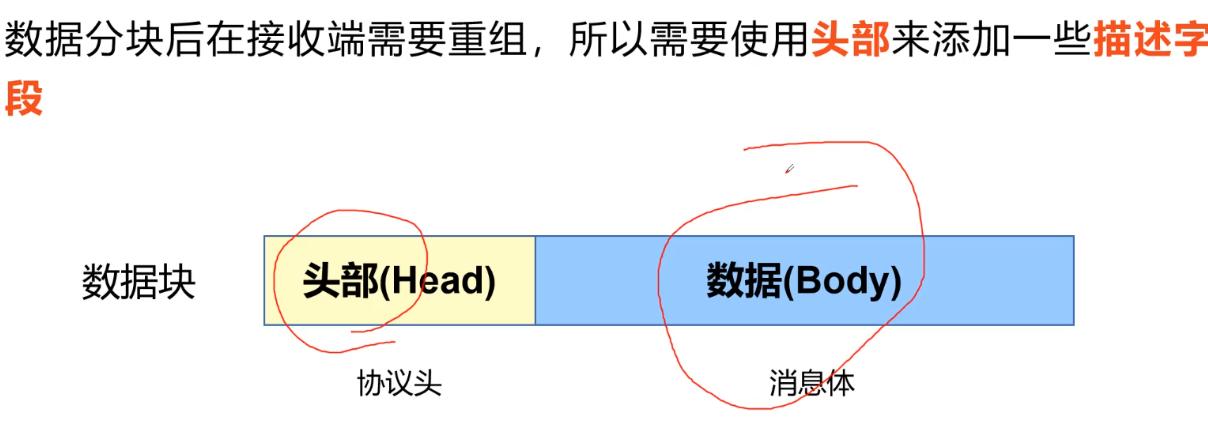 数据分块后在接收端需要重组，所以需要使用头部来添加一些描述字
段
数据块
头部(Head)
数据(Body)
协议头
消息体